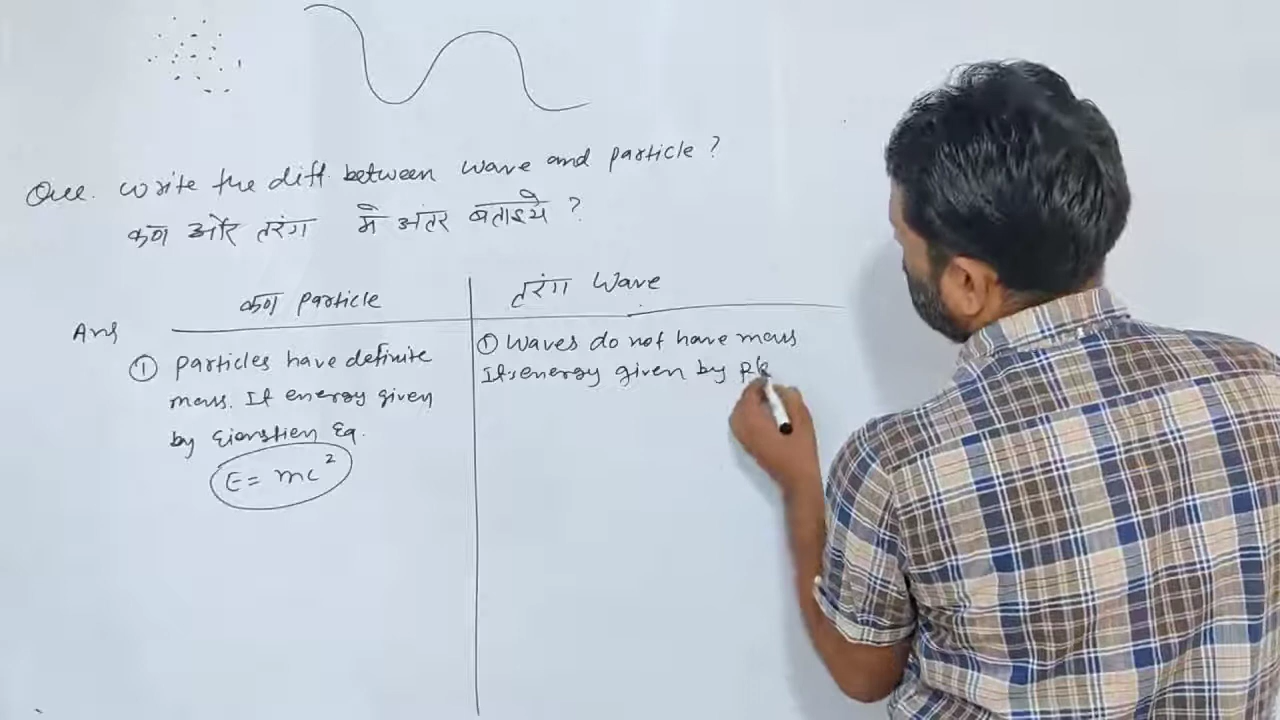 Que. Write the diff. between wave and particle ?
कण और तरंग में अंतर बताइये ?
कण particle
तरंग Wave
Ans
① particles have definite
mass. It energy given
by Eienstien Eq.
E = mc²
① Waves do not have mass
It's energy given by